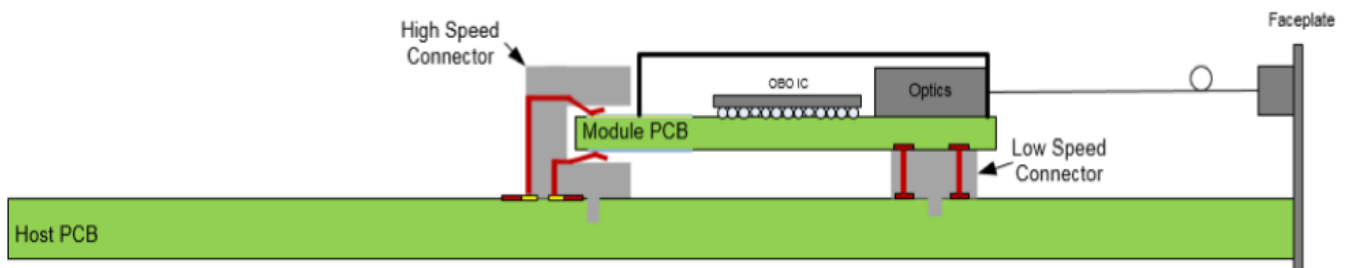 Faceplate
High Speed
Connector
OBO IC
Optics
Module PCB
Low Speed
Connector
Host PCB